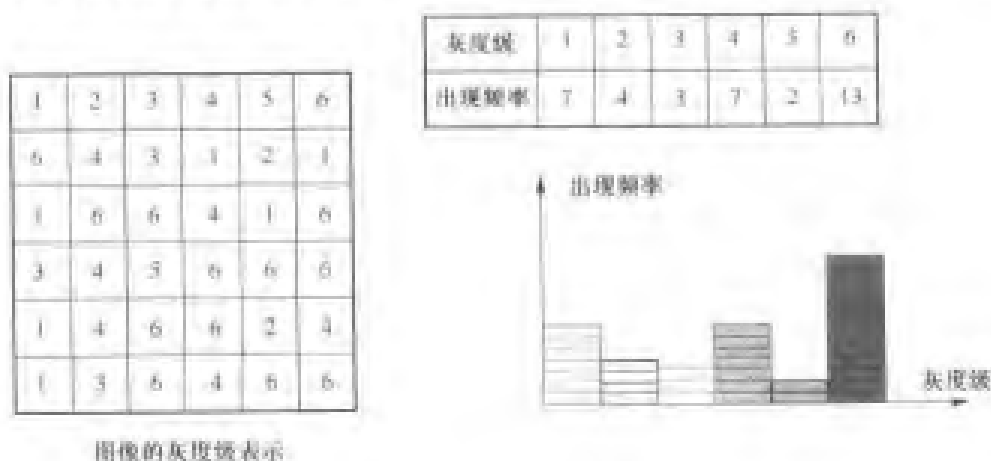 灰度级 1 2 3 4 5 6
出现频率 7 4 3 7 2 13
1 2 3 4 5 6
6 4 3 1 2 1
1 6 6 4 1 6
3 4 5 6 6 6
1 4 6 6 2 4
1 3 6 4 6 6
图像的灰度级表示
出现频率
灰度级